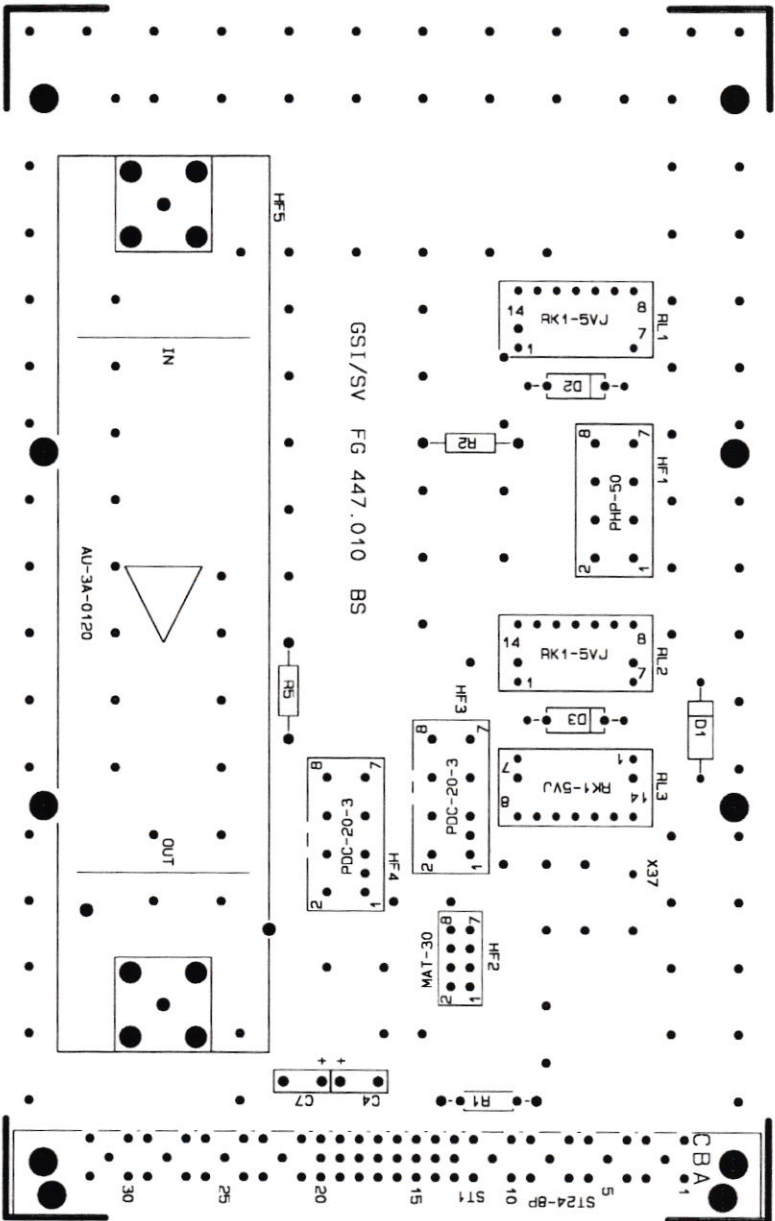 HF5
IN
GSI/SV FG 447.010 BS
AU-3A-0120
OUT
14
8
RK1-5VJ
7
1
RL1
D2
R2
8
7
PHP-50
2
1
HF1
14
8
RK1-5VJ
7
1
RL2
D3
D1
7
1
RK1-5VJ
8
14
RL3
HF3
8
7
PDC-20-3
2
1
R5
8
7
PDC-20-3
2
1
HF4
X37
MAT-30
8
7
2
1
HF2
+
+
C7
C4
R1
CBA
30
25
20
15
ST1
10
ST24-8P
5
1